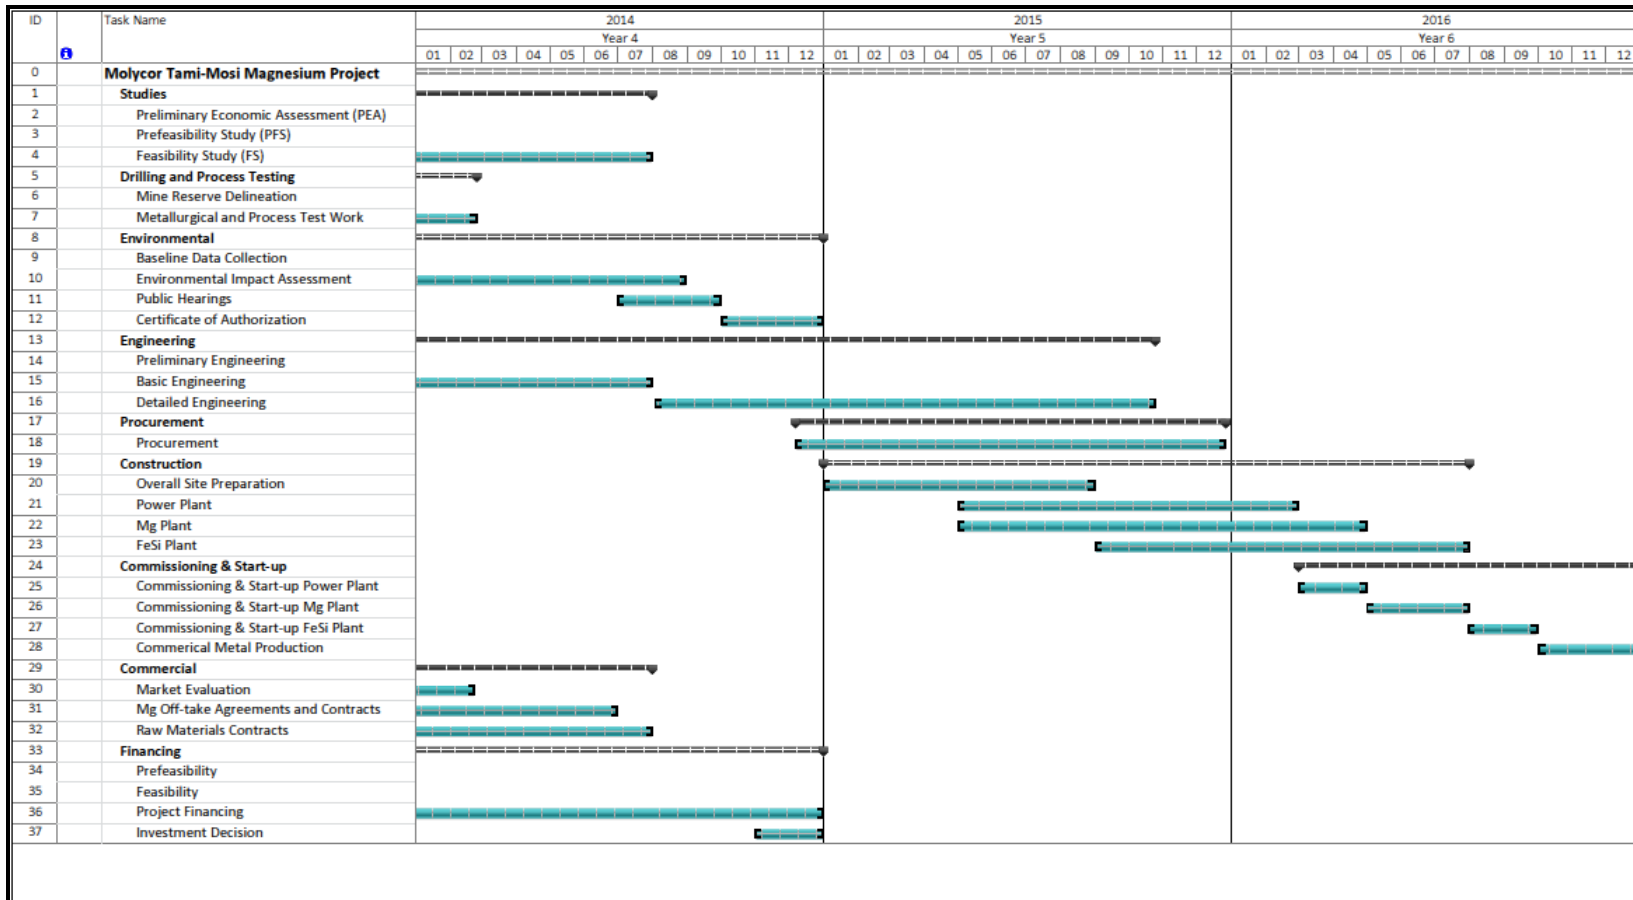 ID Task Name 2014 2015 2016
Year 4 Year 5 Year 6
01 02 03 04 05 06 07 08 09 10 11 12 01 02 03 04 05 06 07 08 09 10 11 12 01 02 03 04 05 06 07 08 09 10 11 12
0 Molycor Tami-Mosi Magnesium Project
1 Studies
2 Preliminary Economic Assessment (PEA)
3 Prefeasibility Study (PFS)
4 Feasibility Study (FS)
5 Drilling and Process Testing
6 Mine Reserve Delineation
7 Metallurgical and Process Test Work
8 Environmental
9 Baseline Data Collection
10 Environmental Impact Assessment
11 Public Hearings
12 Certificate of Authorization
13 Engineering
14 Preliminary Engineering
15 Basic Engineering
16 Detailed Engineering
17 Procurement
18 Procurement
19 Construction
20 Overall Site Preparation
21 Power Plant
22 Mg Plant
23 FeSi Plant
24 Commissioning & Start-up
25 Commissioning & Start-up Power Plant
26 Commissioning & Start-up Mg Plant
27 Commissioning & Start-up FeSi Plant
28 Commerical Metal Production
29 Commercial
30 Market Evaluation
31 Mg Off-take Agreements and Contracts
32 Raw Materials Contracts
33 Financing
34 Prefeasibility
35 Feasibility
36 Project Financing
37 Investment Decision